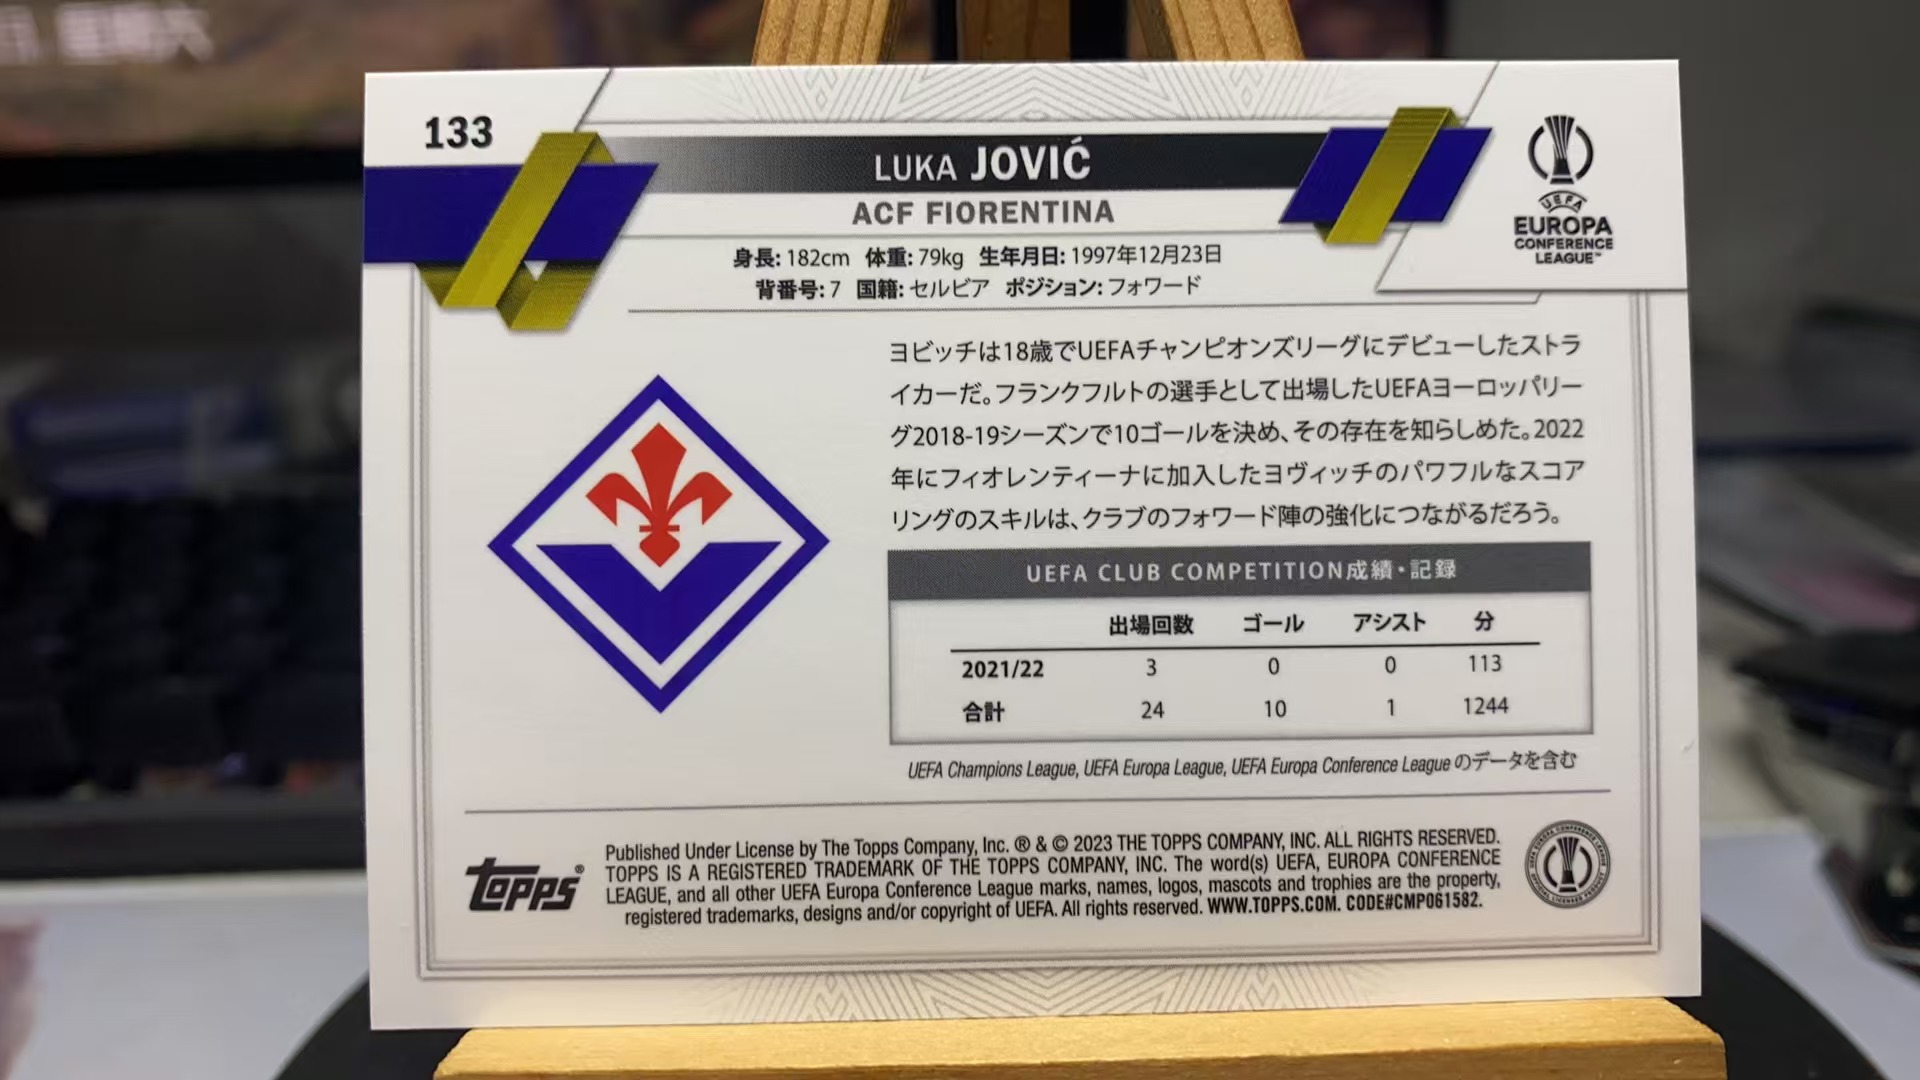 133
LUKA JOVIĆ
ACF FIORENTINA
身長: 182cm 体重: 79kg 生年月日: 1997年12月23日
背番号: 7 国籍: セルビア ポジション: フォワード
UEFA
EUROPA
CONFERENCE
LEAGUE™
ヨビッチは18歳でUEFAチャンピオンズリーグにデビューしたストラ
イカーだ。フランクフルトの選手として出場したUEFAヨーロッパリー
グ2018-19シーズンで10ゴールを決め、その存在を知らしめた。2022
年にフィオレンティーナに加入したヨヴィッチのパワフルなスコア
リングのスキルは、クラブのフォワード陣の強化につながるだろう。
UEFA CLUB COMPETITION成績・記録
出場回数 ゴール アシスト 分
2021/22 3 0 0 113
合計 24 10 1 1244
UEFA Champions League, UEFA Europa League, UEFA Europa Conference League のデータを含む
topps®
Published Under License by The Topps Company, Inc. ® & © 2023 THE TOPPS COMPANY, INC. ALL RIGHTS RESERVED.
TOPPS IS A REGISTERED TRADEMARK OF THE TOPPS COMPANY, INC. The word(s) UEFA, EUROPA CONFERENCE
LEAGUE, and all other UEFA Europa Conference League marks, names, logos, mascots and trophies are the property,
registered trademarks, designs and/or copyright of UEFA. All rights reserved. WWW.TOPPS.COM. CODE#CMP061582.